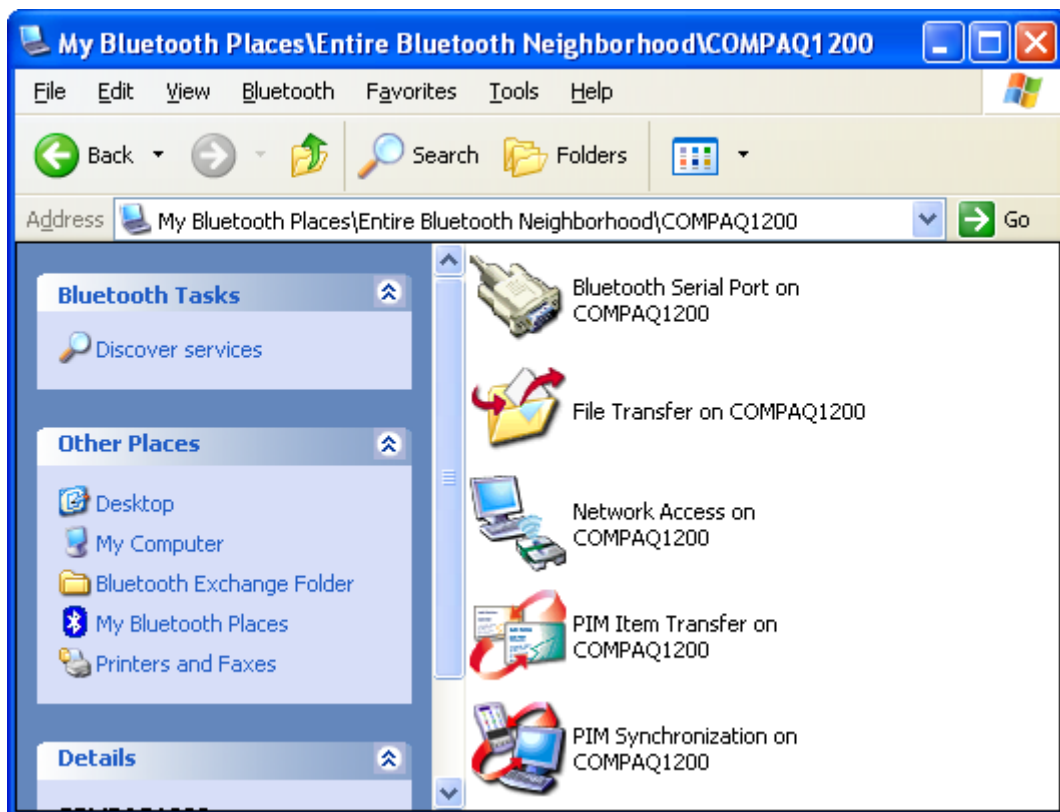 My Bluetooth Places\Entire Bluetooth Neighborhood\COMPAQ1200
File Edit View Bluetooth Favorites Tools Help
Back Search Folders
Address My Bluetooth Places\Entire Bluetooth Neighborhood\COMPAQ1200 Go
Bluetooth Tasks
Discover services
Other Places
Desktop
My Computer
Bluetooth Exchange Folder
My Bluetooth Places
Printers and Faxes
Details
Bluetooth Serial Port on
COMPAQ1200
File Transfer on COMPAQ1200
Network Access on
COMPAQ1200
PIM Item Transfer on
COMPAQ1200
PIM Synchronization on
COMPAQ1200